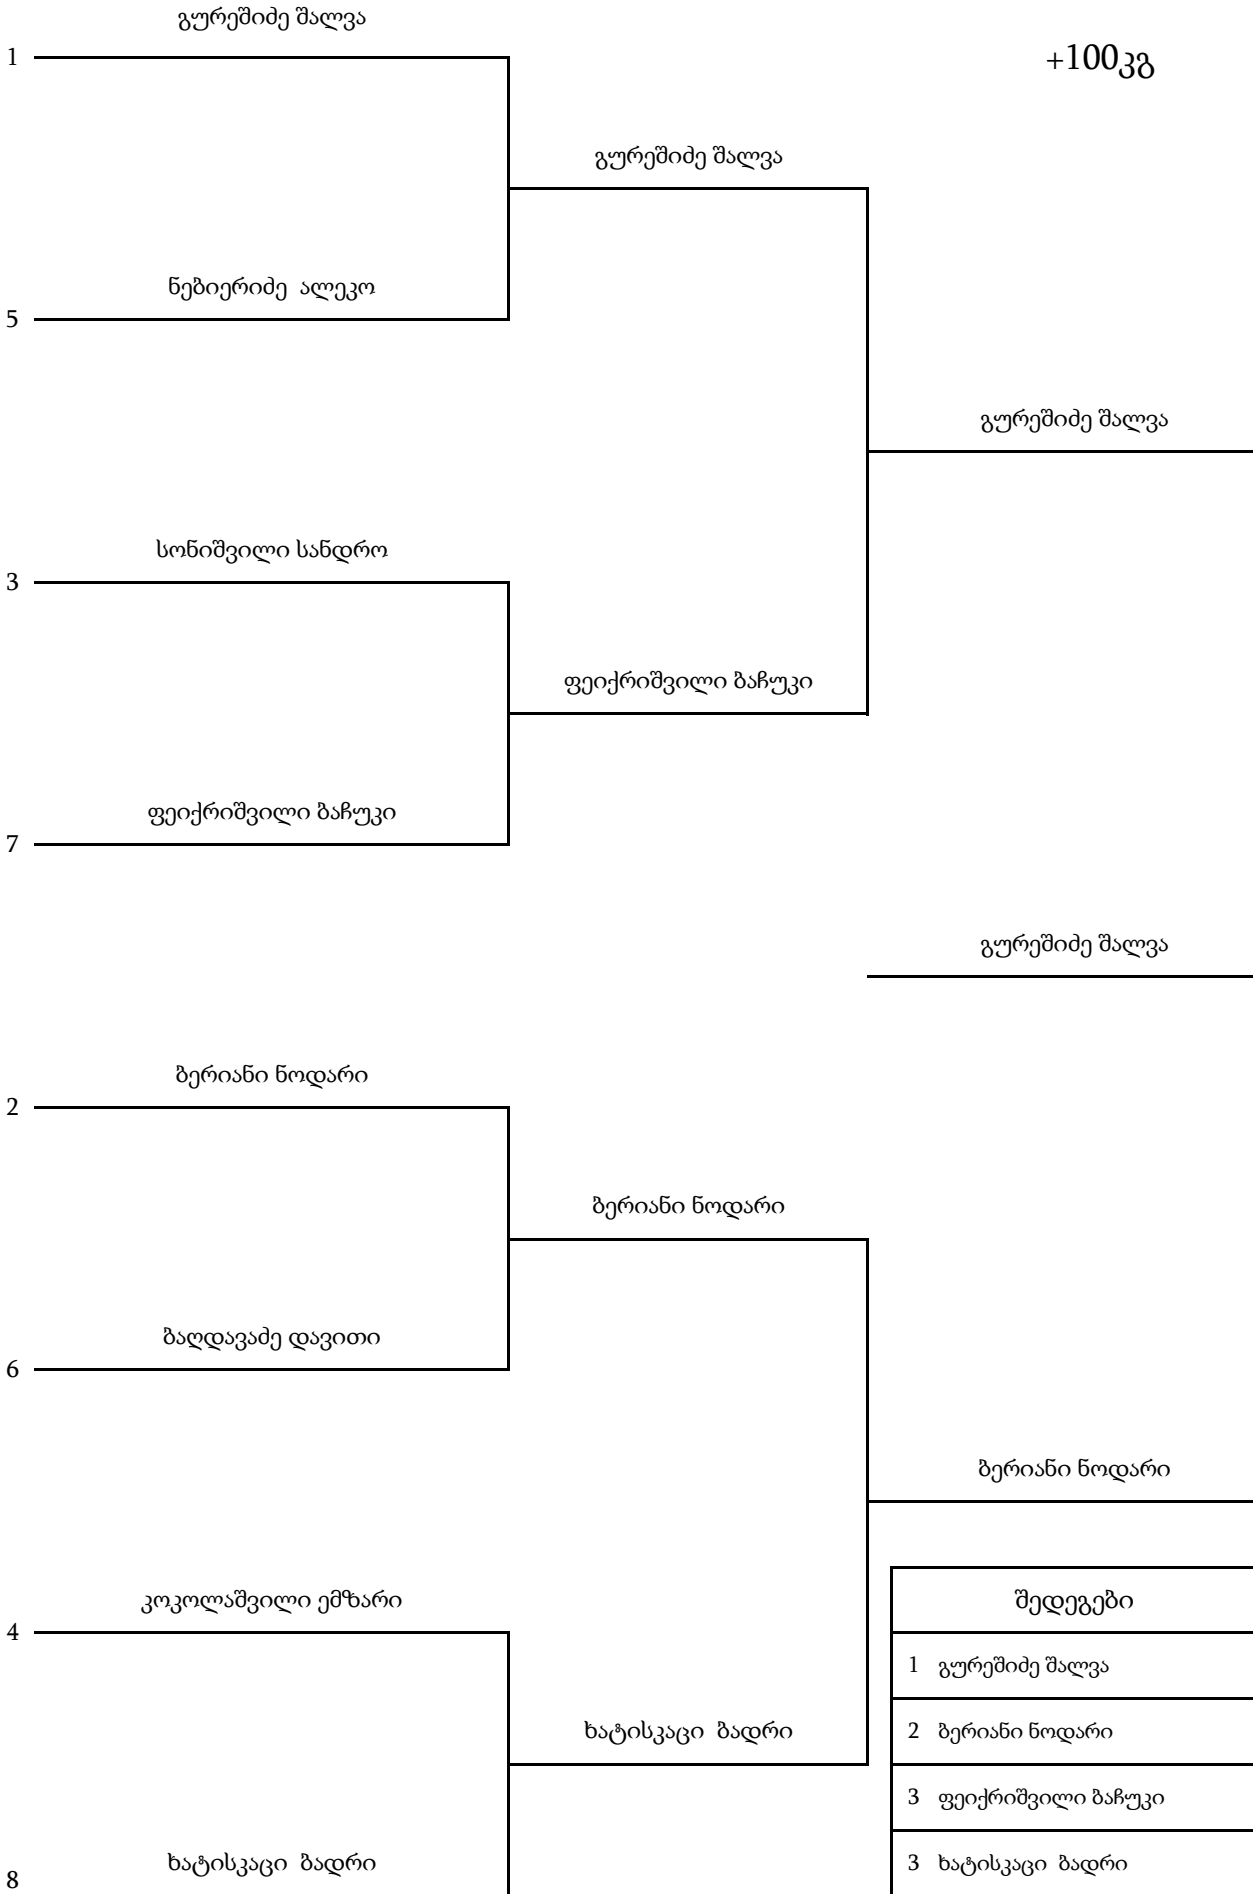 გურეშიძე შალვა
1
+100კგ
გურეშიძე შალვა
ნებიერიძე  ალეკო
5
გურეშიძე შალვა
სონიშვილი სანდრო
3
ფეიქრიშვილი ბაჩუკი
ფეიქრიშვილი ბაჩუკი
7
გურეშიძე შალვა
ბერიანი ნოდარი
2
ბერიანი ნოდარი
ბაღდავაძე დავითი
6
ბერიანი ნოდარი
კოკოლაშვილი ემზარი
4
შედეგები
1 გურეშიძე შალვა
ხატისკაცი  ბადრი
2 ბერიანი ნოდარი
3 ფეიქრიშვილი ბაჩუკი
ხატისკაცი  ბადრი
8
3 ხატისკაცი  ბადრი